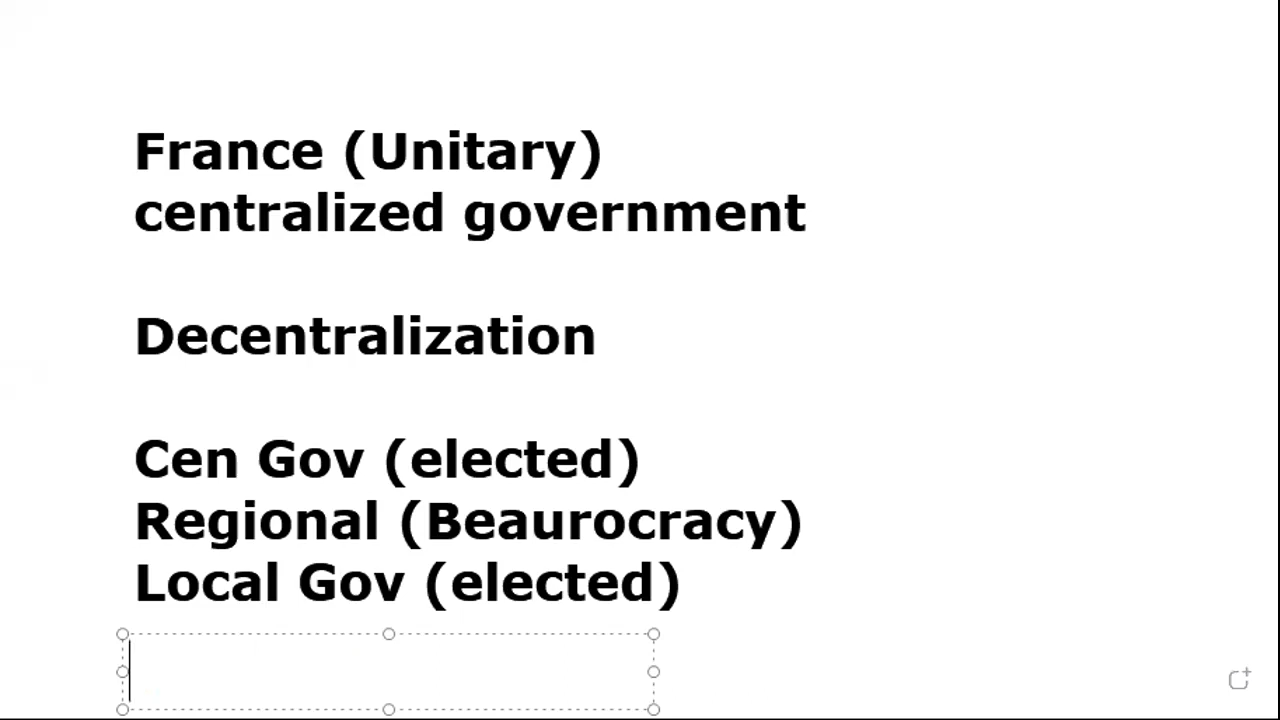 France (Unitary)
centralized government
Decentralization
Cen Gov (elected)
Regional (Beaurocracy)
Local Gov (elected)